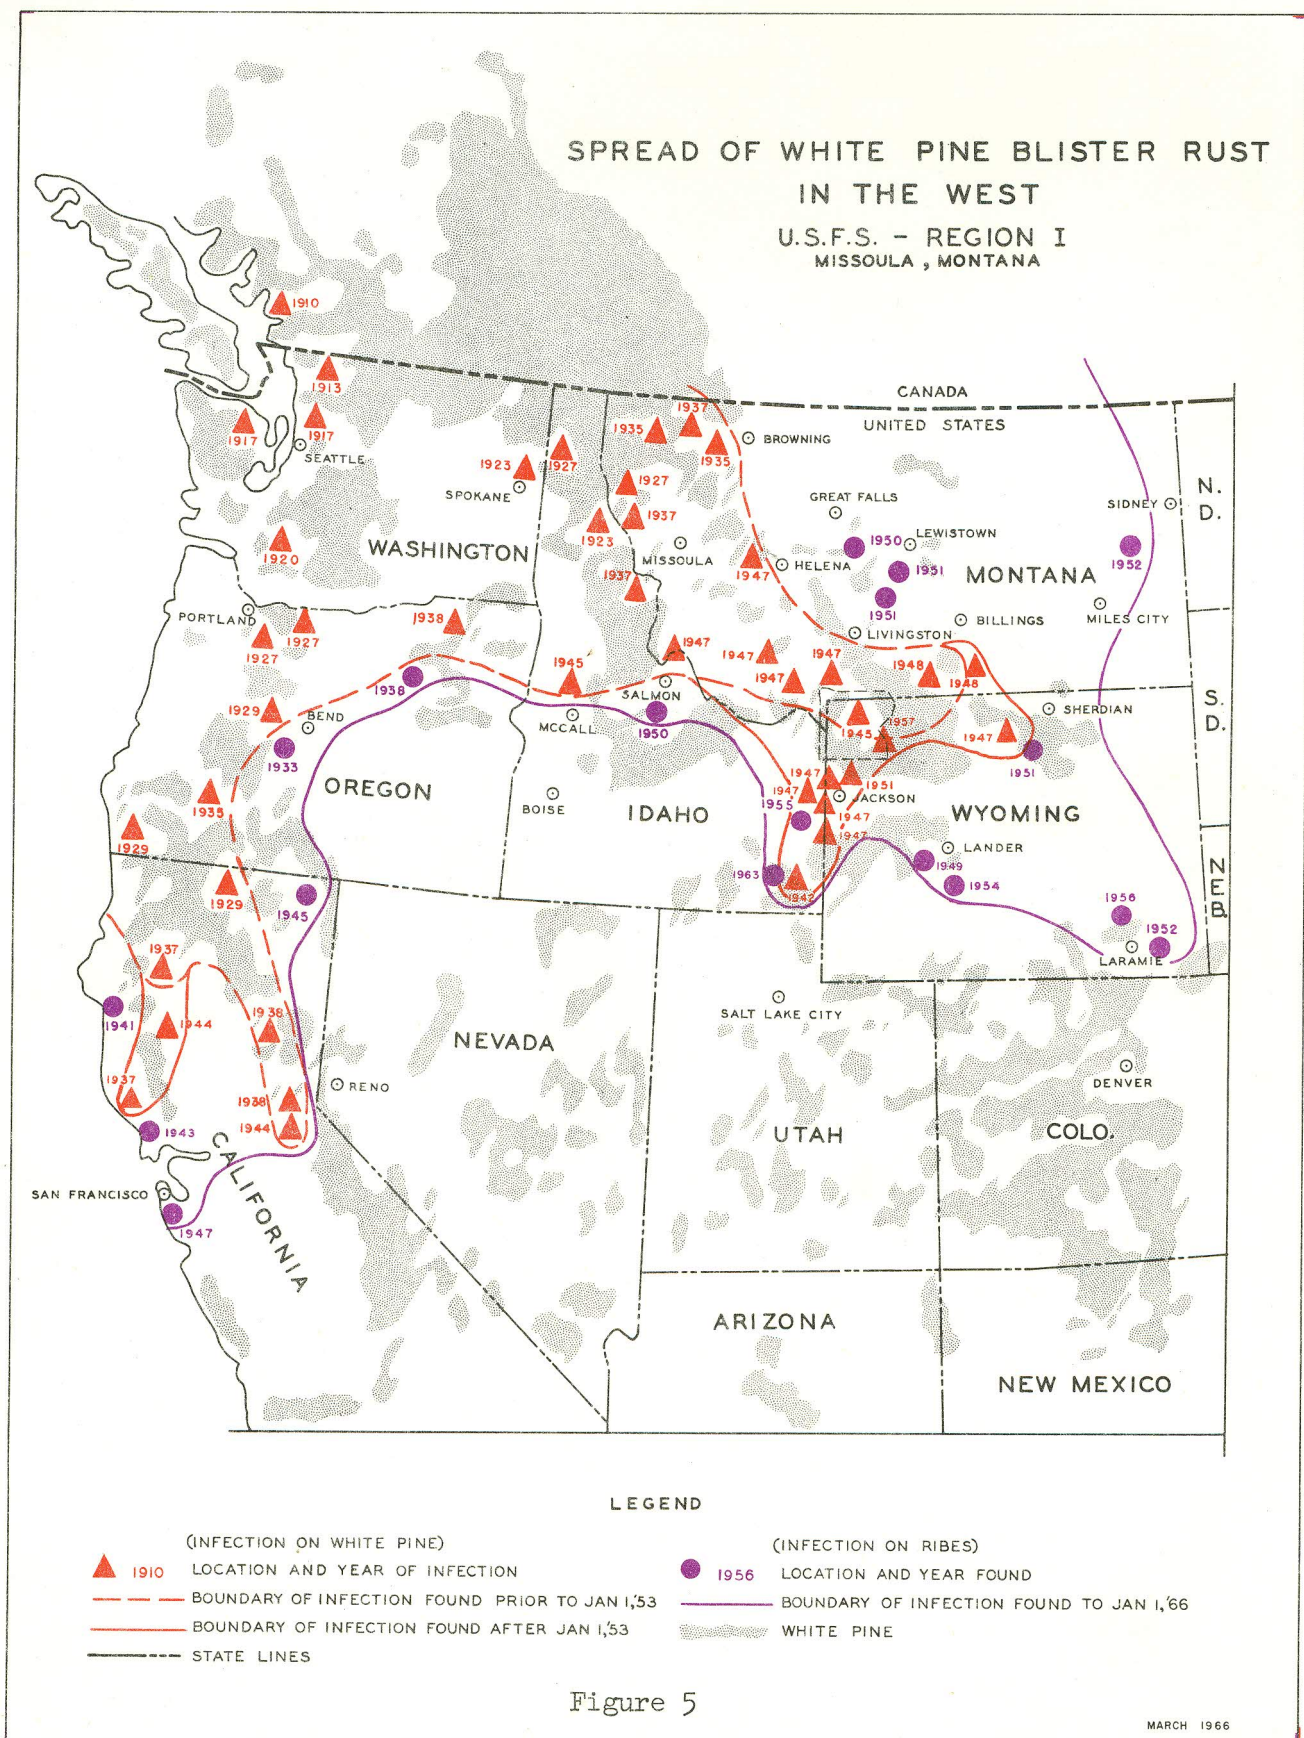 SPREAD OF WHITE PINE BLISTER RUST
IN THE WEST
U.S.F.S. – REGION I
MISSOULA , MONTANA
1910
1913
1917
1917
SEATTLE
1937
1935
1935
CANADA
UNITED STATES
BROWNING
1923
1927
SPOKANE
1927
1937
1923
GREAT FALLS
1950
LEWISTOWN
1951
1951
SIDNEY
1952
N.
D.
1920
WASHINGTON
MISSOULA
1937
1947
HELENA
MONTANA
MILES CITY
BILLINGS
LIVINGSTON
PORTLAND
1927
1927
1938
1938
1945
1947
SALMON
1947
1947
1947
1948
1948
MCCALL
1950
1929
BEND
1933
1945
1957
1947
1951
SHERDIAN
S.
D.
1935
1929
OREGON
BOISE
IDAHO
1947
1947
1951
JACKSON
1955
1947
1947
WYOMING
LANDER
1949
1954
1963
1942
1956
1952
LARAMIE
NEB.
1929
1945
1937
1941
1944
1938
1937
1938
1944
1943
RENO
NEVADA
SALT LAKE CITY
UTAH
DENVER
COLO.
SAN FRANCISCO
1947
CALIFORNIA
ARIZONA
NEW MEXICO
LEGEND
(INFECTION ON WHITE PINE)
1910 LOCATION AND YEAR OF INFECTION
BOUNDARY OF INFECTION FOUND PRIOR TO JAN 1,'53
BOUNDARY OF INFECTION FOUND AFTER JAN 1,'53
STATE LINES
(INFECTION ON RIBES)
1956 LOCATION AND YEAR FOUND
BOUNDARY OF INFECTION FOUND TO JAN 1,'66
WHITE PINE
Figure 5
MARCH 1966